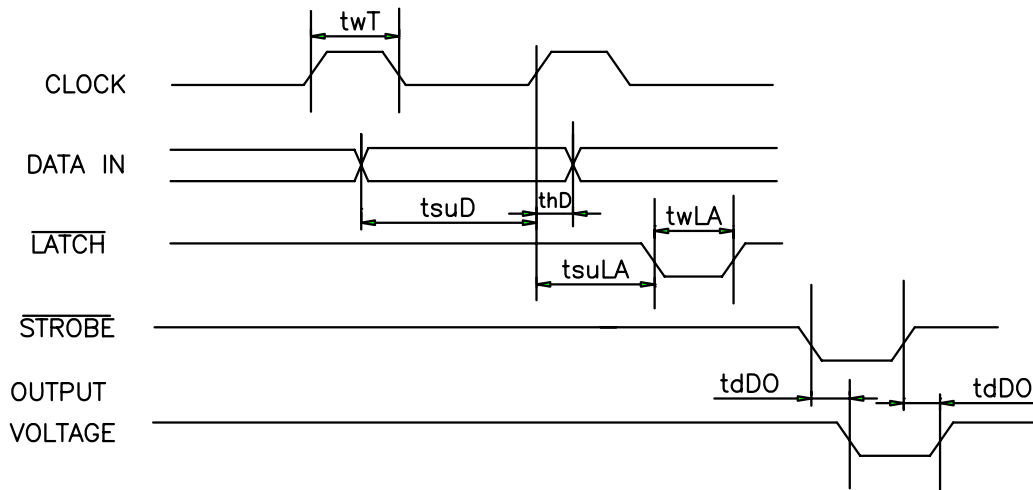 twT
CLOCK
DATA IN
tsuD
thD
twLA
LATCH
tsuLA
STROBE
OUTPUT
VOLTAGE
tdDO
tdDO